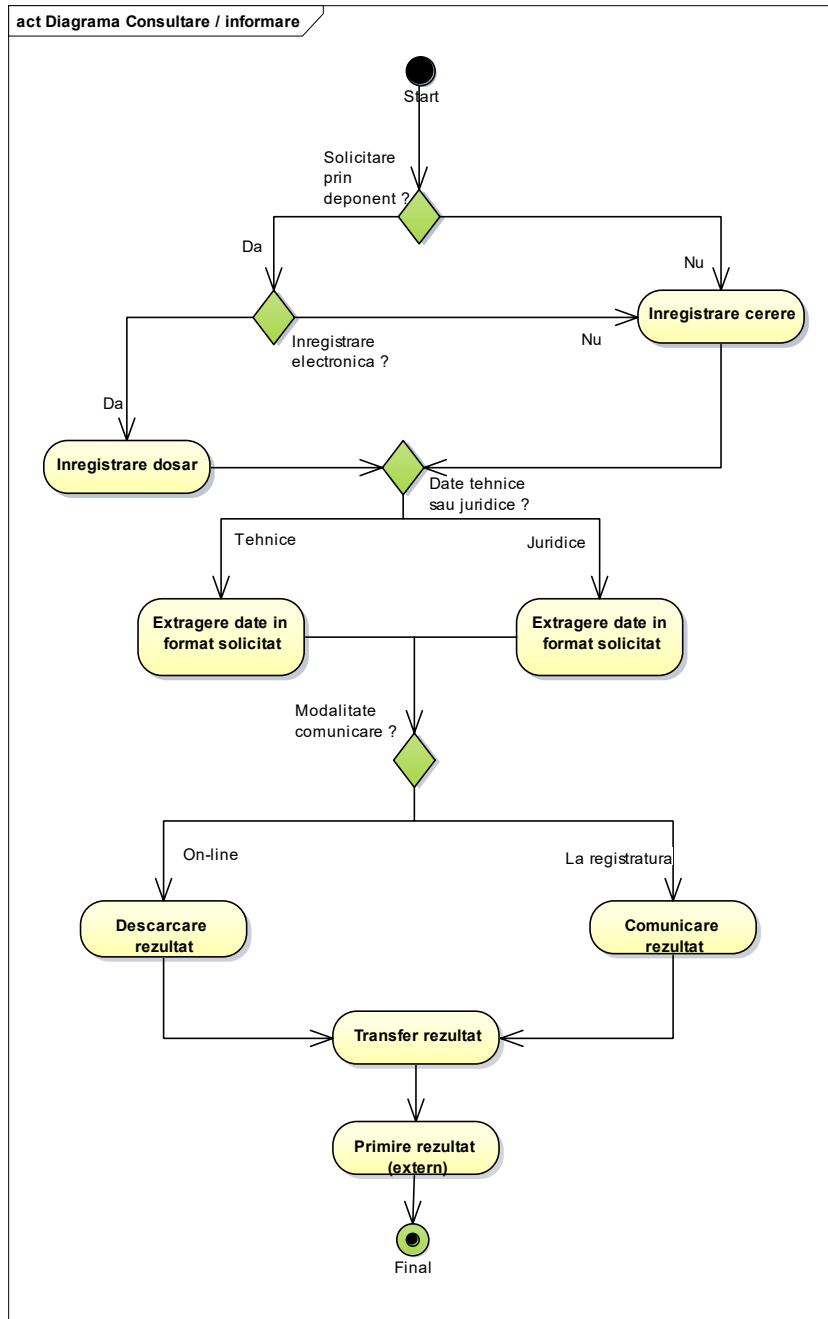 act Diagrama Consultare / informare
Start
Solicitare
prin
deponent ?
Da
Nu
Inregistrare cerere
Inregistrare
electronica ?
Nu
Da
Inregistrare dosar
Date tehnice
sau juridice ?
Tehnice
Juridice
Extragere date in
format solicitat
Extragere date in
format solicitat
Modalitate
comunicare ?
On-line
La registratura
Descarcare
rezultat
Comunicare
rezultat
Transfer rezultat
Primire rezultat
(extern)
Final